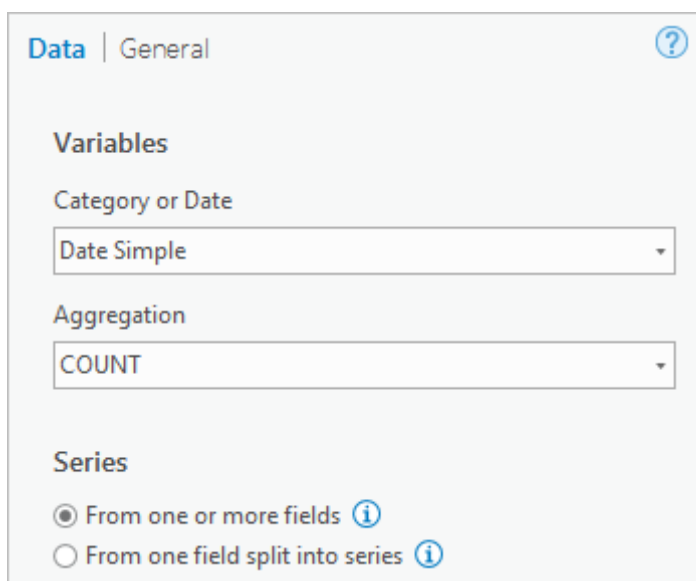 Data | General
Variables
Category or Date
Date Simple
Aggregation
COUNT
Series
From one or more fields
From one field split into series